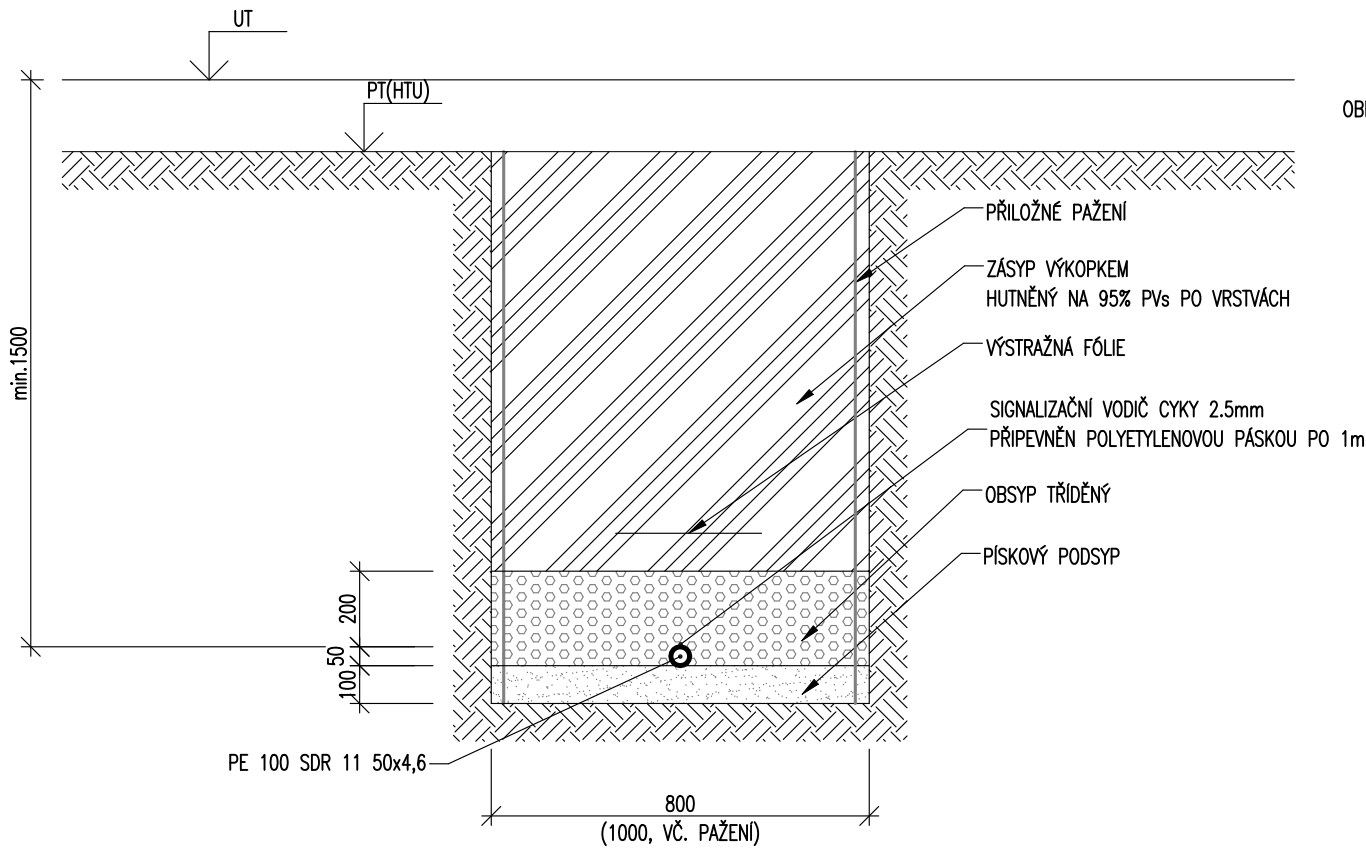 UT
PT(HTU)
min.1500
PŘILOŽNÉ PAŽENÍ
ZÁSYP VÝKOPKEM
HUTNĚNÝ NA 95% PVs PO VRSTVÁCH
VÝSTRAŽNÁ FÓLIE
SIGNALIZAČNÍ VODIČ CYKY 2.5mm
PŘIPEVNĚN POLYETYLENOVOU PÁSKOU PO 1m
OBSYP TŘÍDĚNÝ
PÍSKOVÝ PODSYP
200
50
100
PE 100 SDR 11 50x4,6
800
(1000, VČ. PAŽENÍ)